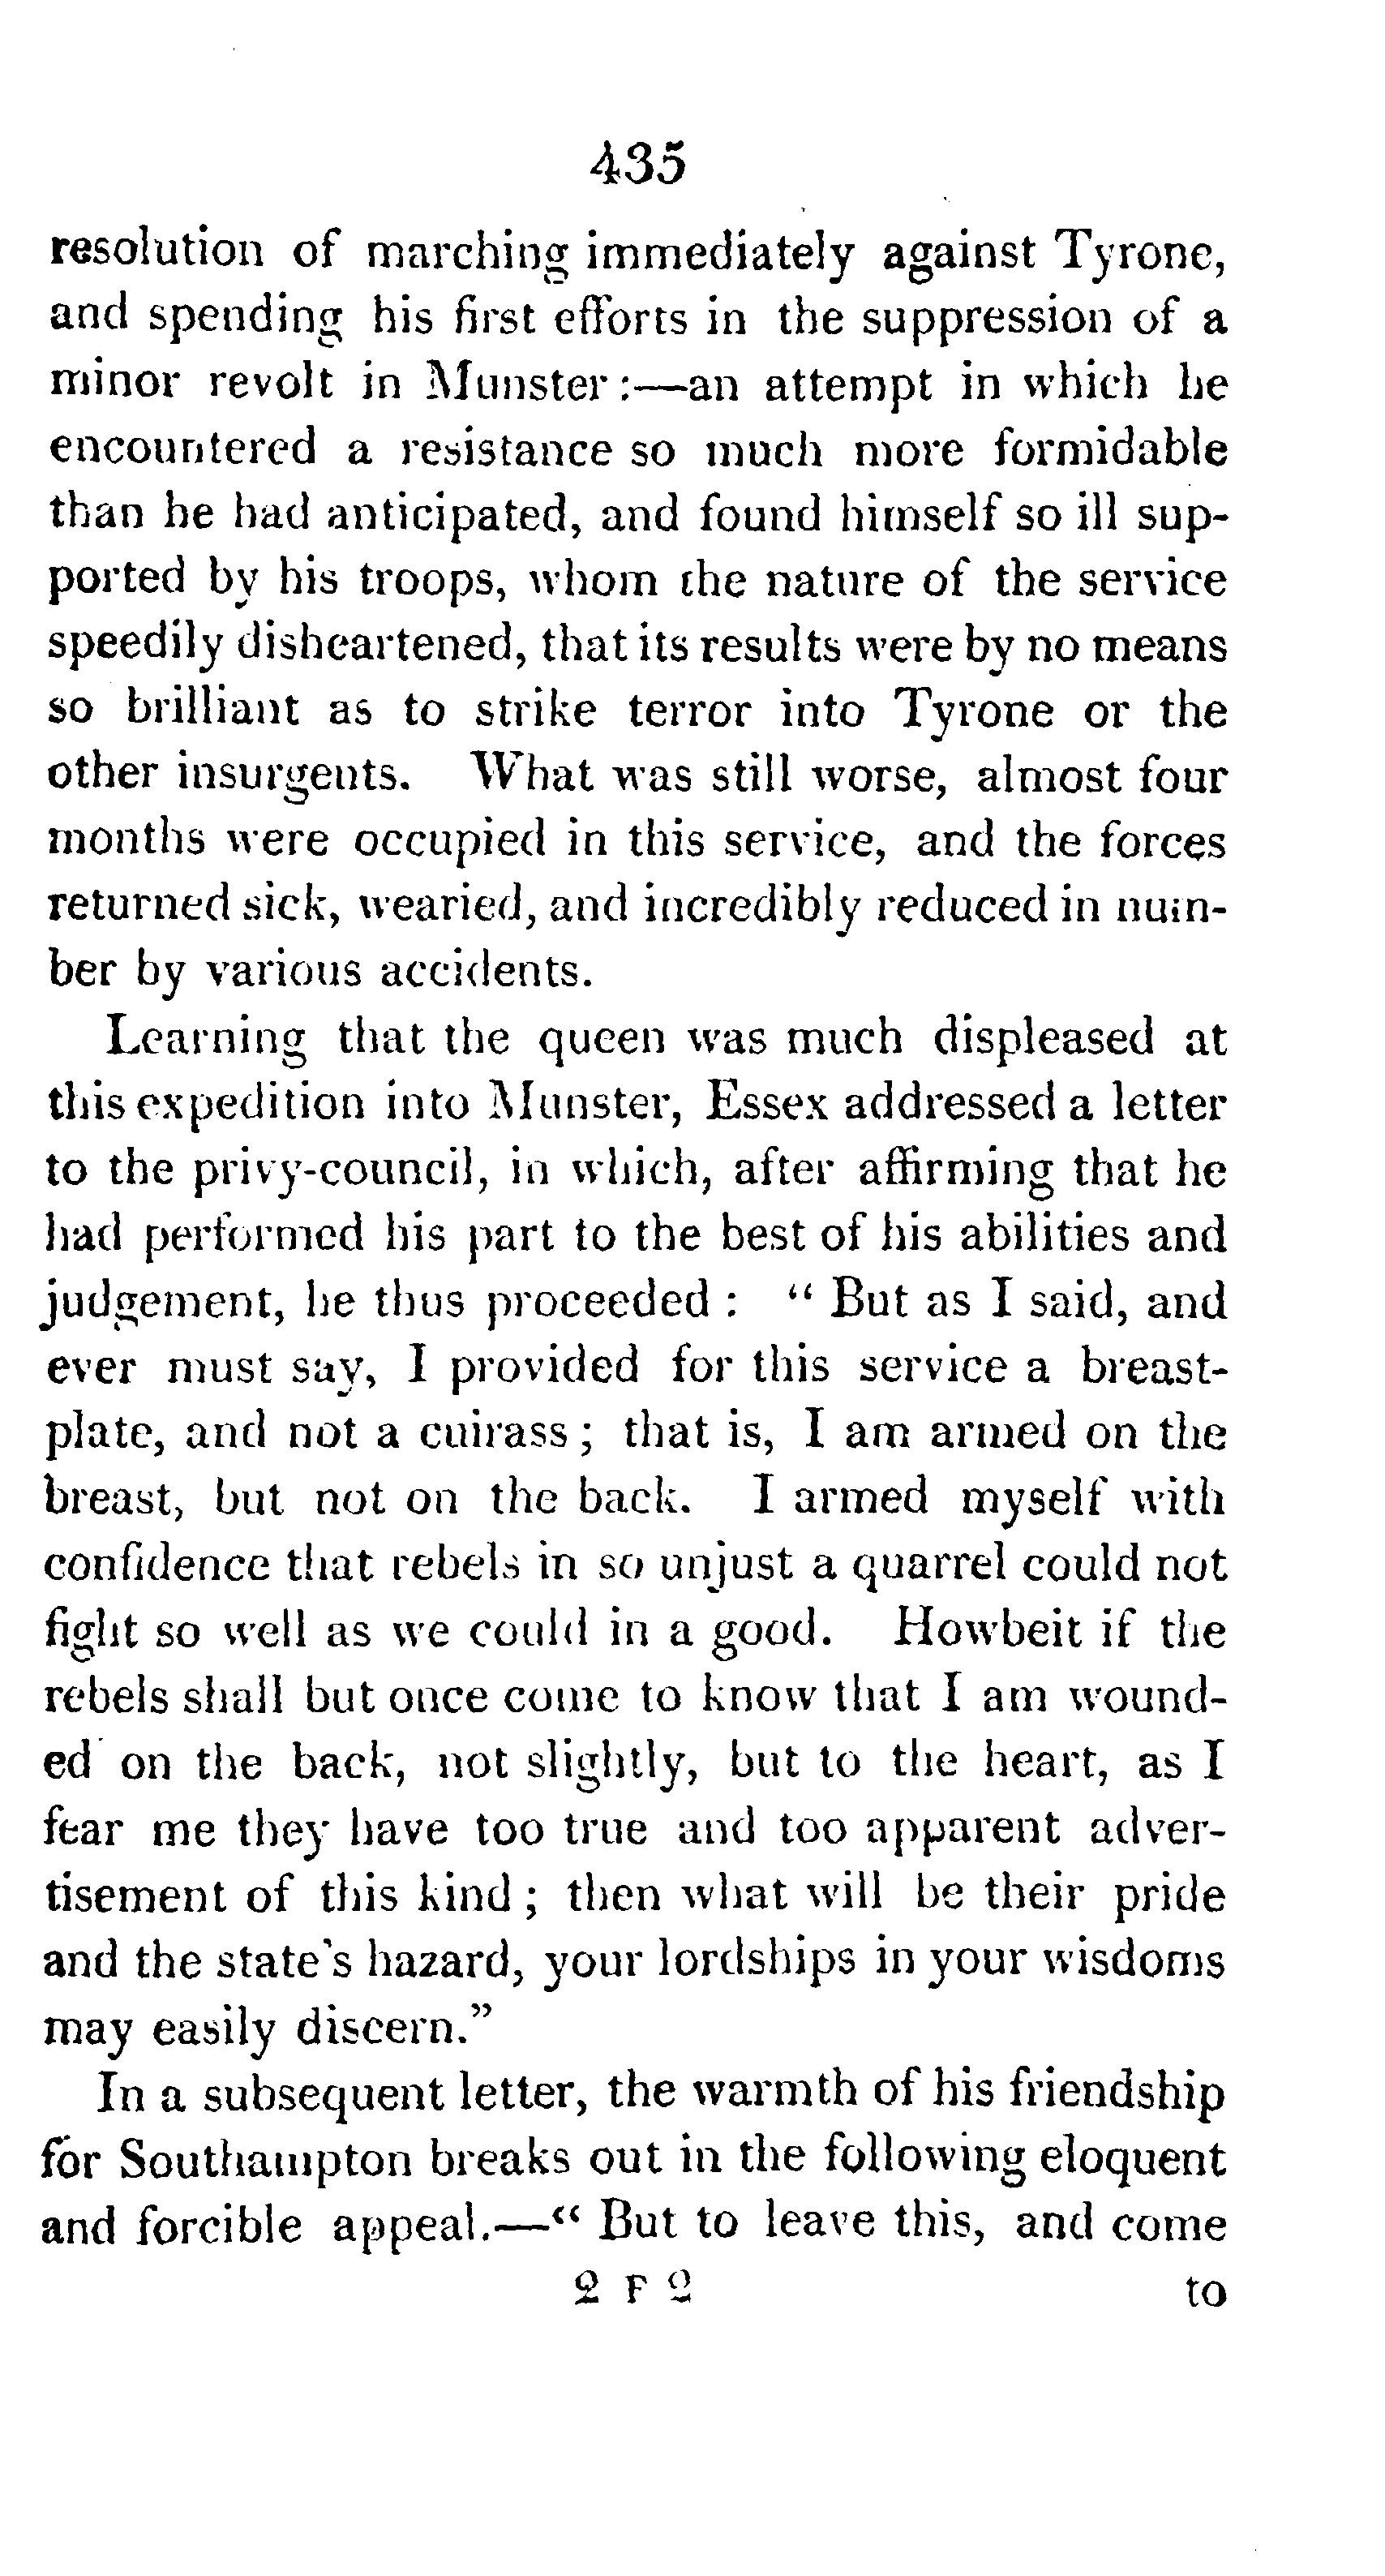 435
resolution of marching immediately against Tyrone,
and spending his first efforts in the suppression of a
minor revolt in Munster:—an attempt in which he
encountered a resistance so much more formidable
than he had anticipated, and found himself so ill sup-
ported by his troops, whom the nature of the service
speedily disheartened, that its results were by no means
so brilliant as to strike terror into Tyrone or the
other insurgents. What was still worse, almost four
months were occupied in this service, and the forces
returned sick, wearied, and incredibly reduced in num-
ber by various accidents.
Learning that the queen was much displeased at
this expedition into Munster, Essex addressed a letter
to the privy-council, in which, after affirming that he
had performed his part to the best of his abilities and
judgement, he thus proceeded : “ But as I said, and
ever must say, I provided for this service a breast-
plate, and not a cuirass ; that is, I am armed on the
breast, but not on the back. I armed myself with
confidence that rebels in so unjust a quarrel could not
fight so well as we could in a good. Howbeit if the
rebels shall but once come to know that I am wound-
ed on the back, not slightly, but to the heart, as I
fear me they have too true and too apparent adver-
tisement of this kind ; then what will be their pride
and the state's hazard, your lordships in your wisdoms
may easily discern.”
In a subsequent letter, the warmth of his friendship
for Southampton breaks out in the following eloquent
and forcible appeal.—“ But to leave this, and come
2 F 2 to